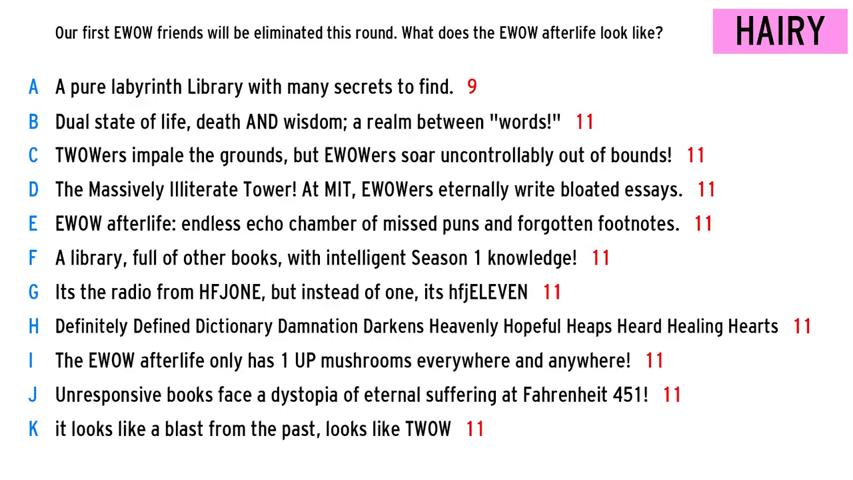 Our first EWOW friends will be eliminated this round. What does the EWOW afterlife look like?
HAIRY
A A pure labyrinth Library with many secrets to find. 9
B Dual state of life, death AND wisdom; a realm between "words!" 11
C TWOWers impale the grounds, but EWOWers soar uncontrollably out of bounds! 11
D The Massively Illiterate Tower! At MIT, EWOWers eternally write bloated essays. 11
E EWOW afterlife: endless echo chamber of missed puns and forgotten footnotes. 11
F A library, full of other books, with intelligent Season 1 knowledge! 11
G Its the radio from HFJONE, but instead of one, its hfjELEVEN 11
H Definitely Defined Dictionary Damnation Darkens Heavenly Hopeful Heaps Heard Healing Hearts 11
I The EWOW afterlife only has 1 UP mushrooms everywhere and anywhere! 11
J Unresponsive books face a dystopia of eternal suffering at Fahrenheit 451! 11
K it looks like a blast from the past, looks like TWOW 11